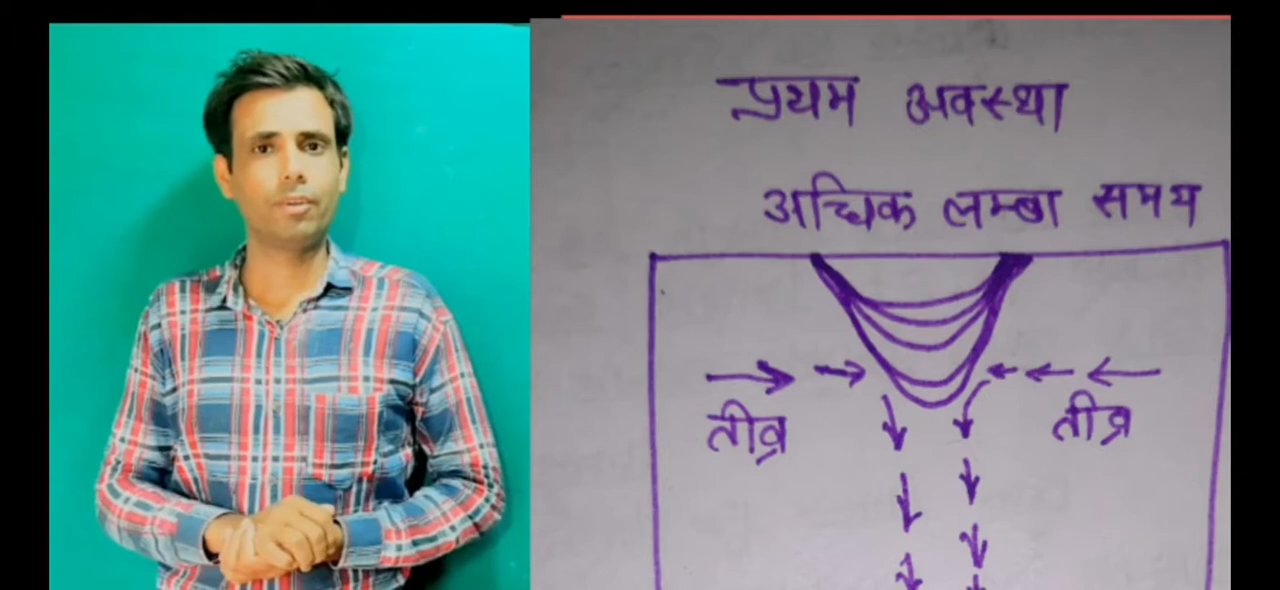 प्रथम अवस्था
अधिक लम्बा समय
तीव्र तीव्र